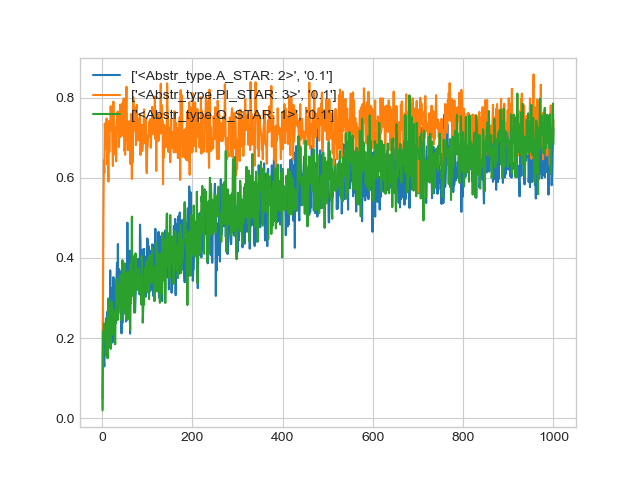 ['<Abstr_type.A_STAR: 2>', '0.1']
['<Abstr_type.PI_STAR: 3>', '0.1']
['<Abstr_type.Q_STAR: 1>', '0.1']
0.8
0.6
0.4
0.2
0.0
0 200 400 600 800 1000